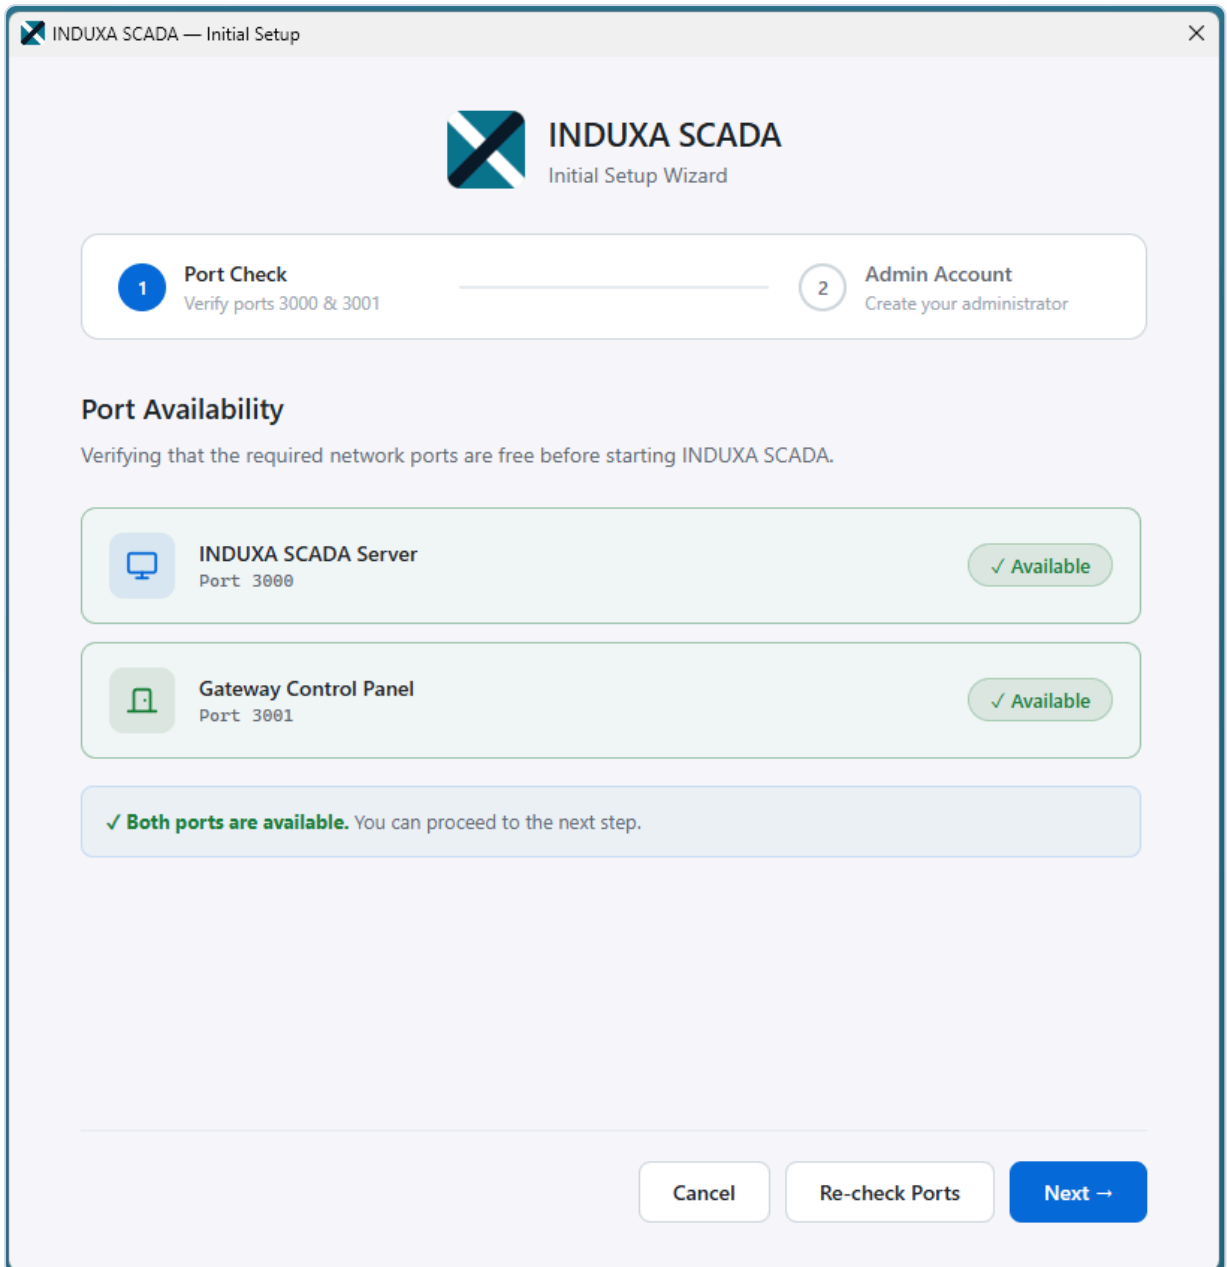 INDUXA SCADA — Initial Setup
INDUXA SCADA
Initial Setup Wizard
1
Port Check
Verify ports 3000 & 3001
2
Admin Account
Create your administrator
Port Availability
Verifying that the required network ports are free before starting INDUXA SCADA.
INDUXA SCADA Server
Port 3000
✓ Available
Gateway Control Panel
Port 3001
✓ Available
✓ Both ports are available. You can proceed to the next step.
Cancel
Re-check Ports
Next →